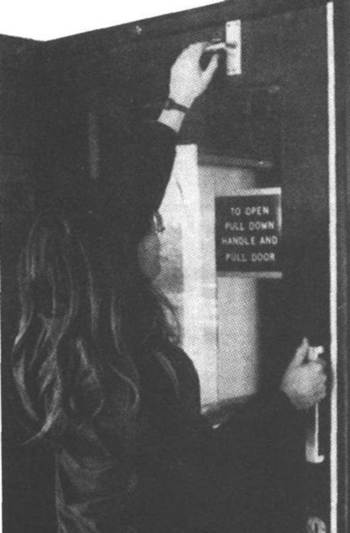 TO OPEN
PULL DOWN
HANDLE AND
PULL DOOR